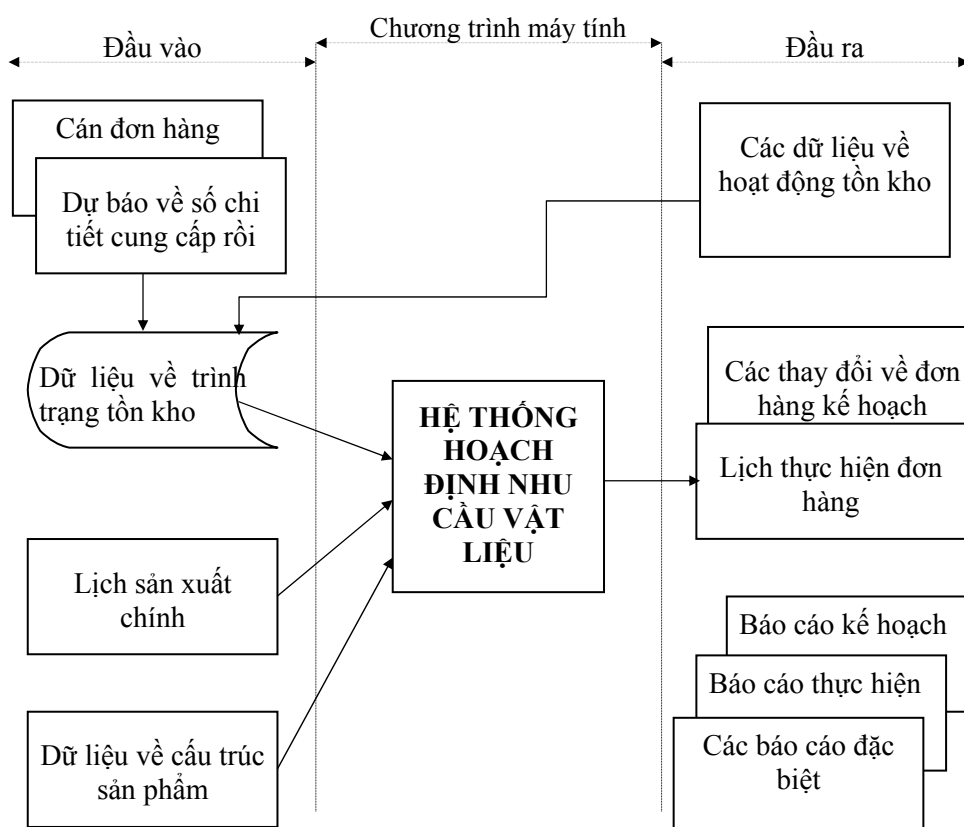 Đầu vào
Chương trình máy tính
Đầu ra
Cán đơn hàng
Dự báo về số chi
tiết cung cấp rồi
Dữ liệu về trình
trạng tồn kho
Lịch sản xuất
chính
Dữ liệu về cấu trúc
sản phẩm
HỆ THỐNG
HOẠCH
ĐỊNH NHU
CẦU VẬT
LIỆU
Các dữ liệu về
hoạt động tồn kho
Các thay đổi về đơn
hàng kế hoạch
Lịch thực hiện đơn
hàng
Báo cáo kế hoạch
Báo cáo thực hiện
Các báo cáo đặc
biệt